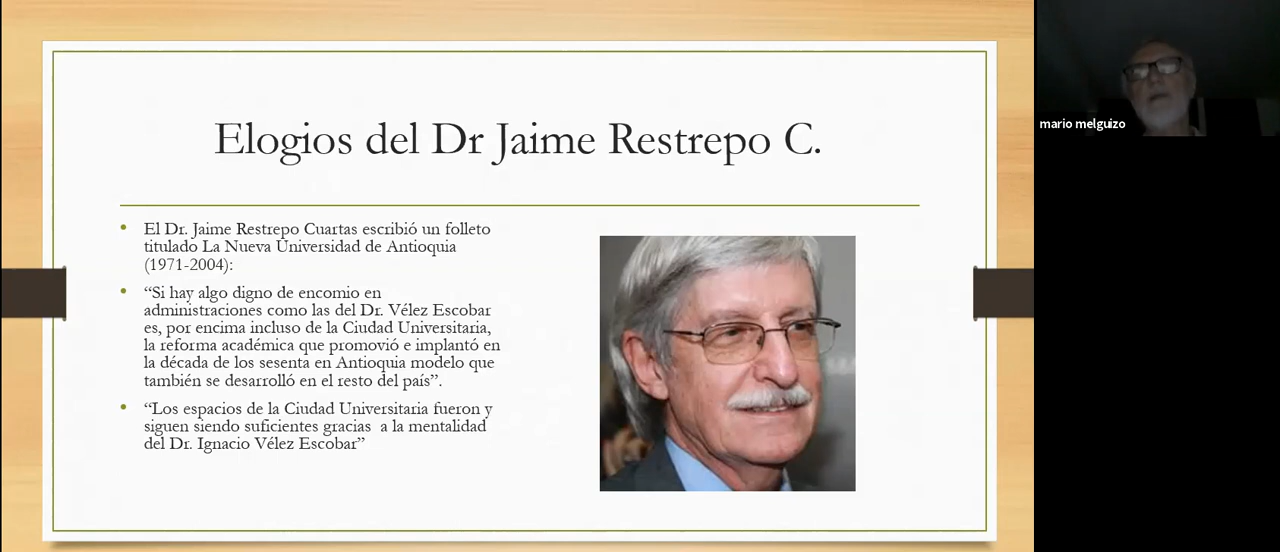 Elogios del Dr Jaime Restrepo C.
El Dr. Jaime Restrepo Cuartas escribió un folleto
titulado La Nueva Universidad de Antioquia
(1971-2004):
“Si hay algo digno de encomio en
administraciones como las del Dr. Vélez Escobar
es, por encima incluso de la Ciudad Universitaria,
la reforma académica que promovió e implantó en
la década de los sesenta en Antioquia modelo que
también se desarrolló en el resto del país”.
“Los espacios de la Ciudad Universitaria fueron y
siguen siendo suficientes gracias  a la mentalidad
del Dr. Ignacio Vélez Escobar”
mario melguizo